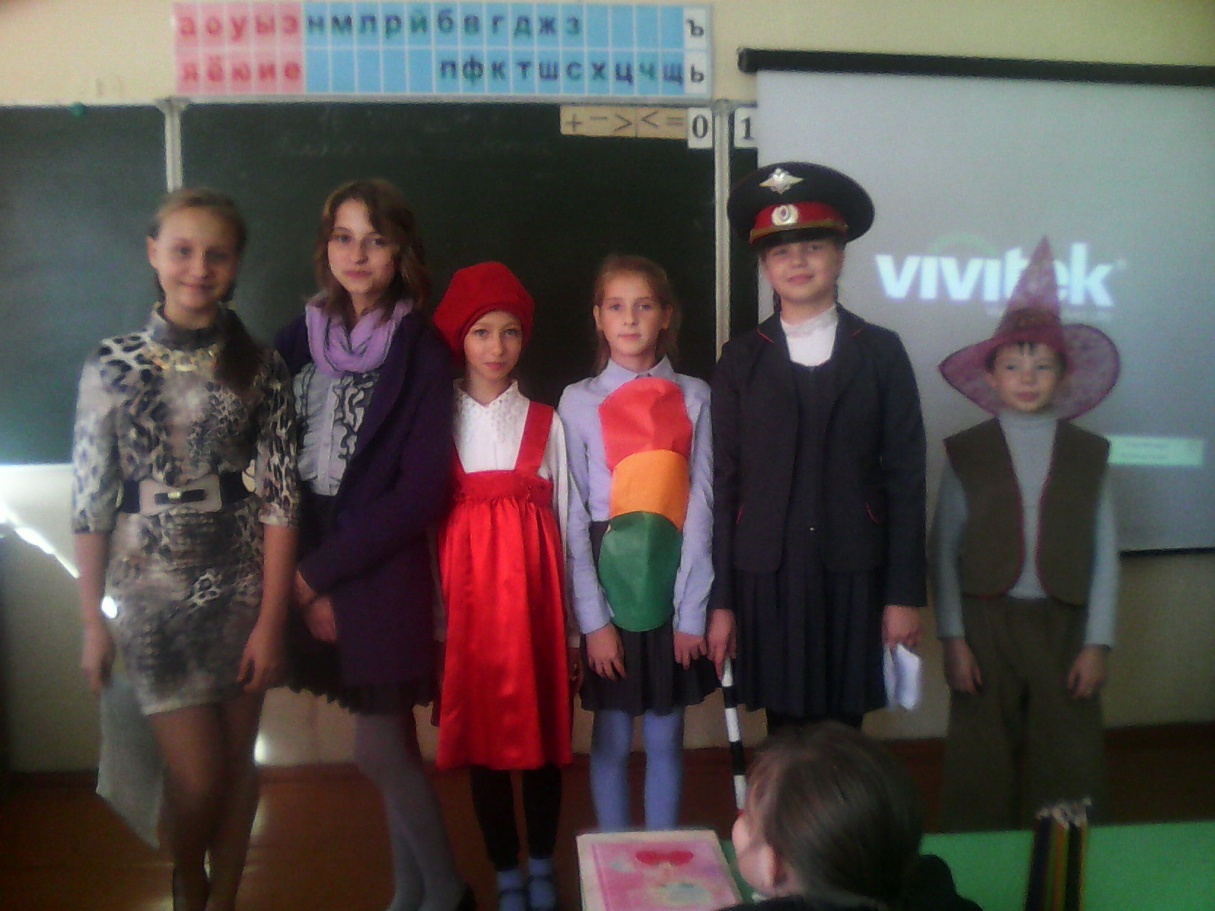 а о у ы э н м л р й б в г д ж з ъ
я ё ю и е п ф к т ш с х ц ч щ ь
+ - > < = 0 1
vivitek